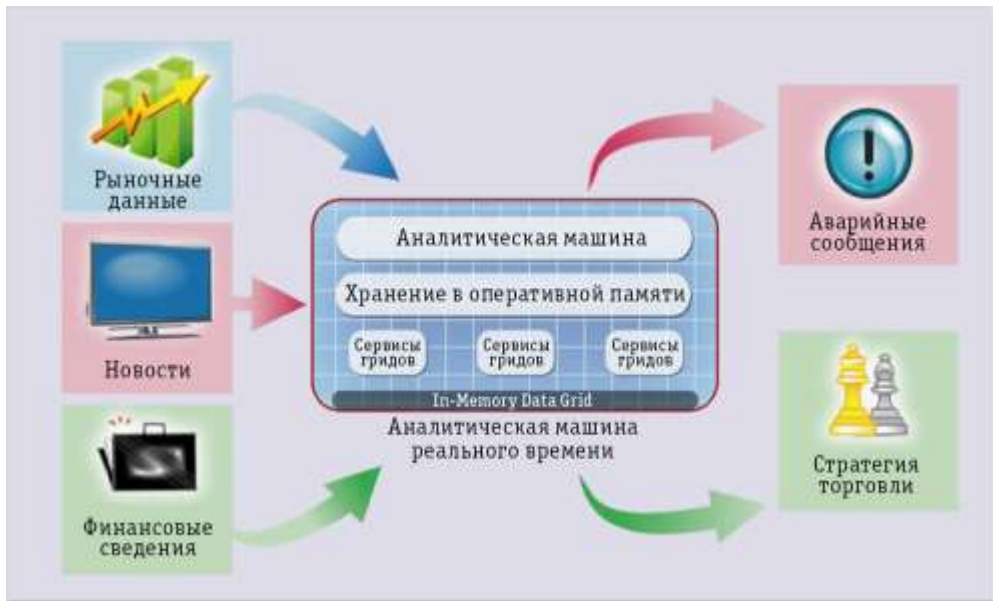 Рыночные
данные
Новости
Финансовые
сведения
Аналитическая машина
Хранение в оперативной памяти
Сервисы
гридов
Сервисы
гридов
Сервисы
гридов
In-Memory Data Grid
Аналитическая машина
реального времени
Аварийные
сообщения
Стратегия
торговли